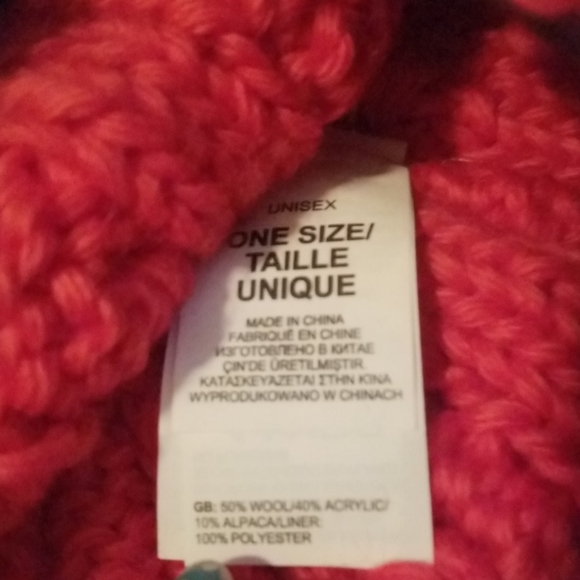 UNISEX
ONE SIZE/
TAILLE
UNIQUE
MADE IN CHINA
FABRIQUÉ EN CHINE
ИЗГОТОВЛЕНО В КИТАЕ
ÇIN'DE ÜRETILMIŞTIR.
ΚΑΤΑΣΚΕΥΑΖΕΤΑΙ ΣΤΗΝ ΚΙΝΑ
WYPRODUKOWANO W CHINACH
GB: 50% WOOL/40% ACRYLIC/
10% ALPACA/LINER:
100% POLYESTER